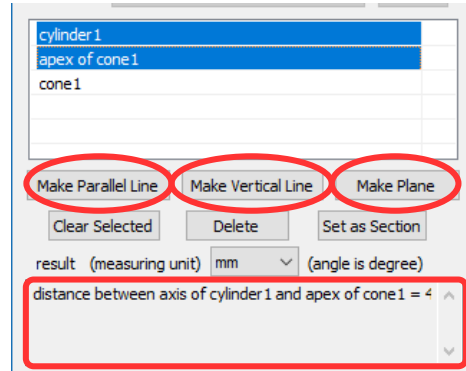 cylinder1
apex of cone1
cone1
Make Parallel Line Make Vertical Line Make Plane
Clear Selected Delete Set as Section
result (measuring unit) mm (angle is degree)
distance between axis of cylinder1 and apex of cone1 = 4